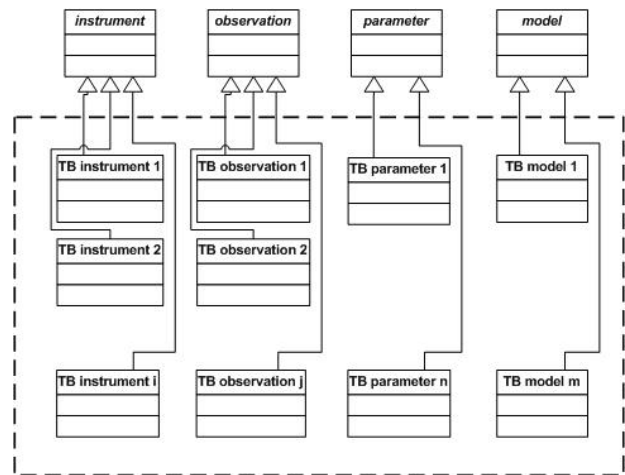 instrument
observation
parameter
model
TB instrument 1
TB observation 1
TB parameter 1
TB model 1
TB instrument 2
TB observation 2
TB instrument i
TB observation j
TB parameter n
TB model m